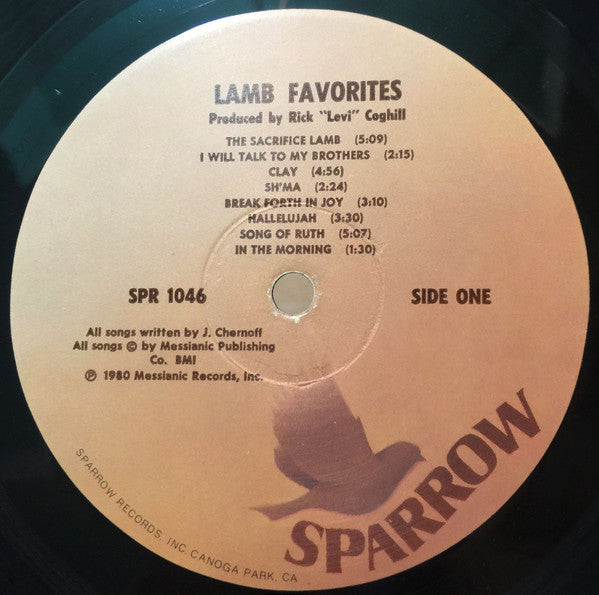 LAMB FAVORITES
Produced by Rick "Levi" Coghill
THE SACRIFICE LAMB (5:09)
I WILL TALK TO MY BROTHERS (2:15)
CLAY (4:56)
SH'MA (2:24)
BREAK FORTH IN JOY (3:10)
HALLELUJAH (3:30)
SONG OF RUTH (5:07)
IN THE MORNING (1:30)
SPR 1046
SIDE ONE
All songs written by J. Chernoff
All songs © by Messianic Publishing
Co. BMI
℗ 1980 Messianic Records, Inc.
SPARROW
SPARROW RECORDS, INC. CANOGA PARK, CA